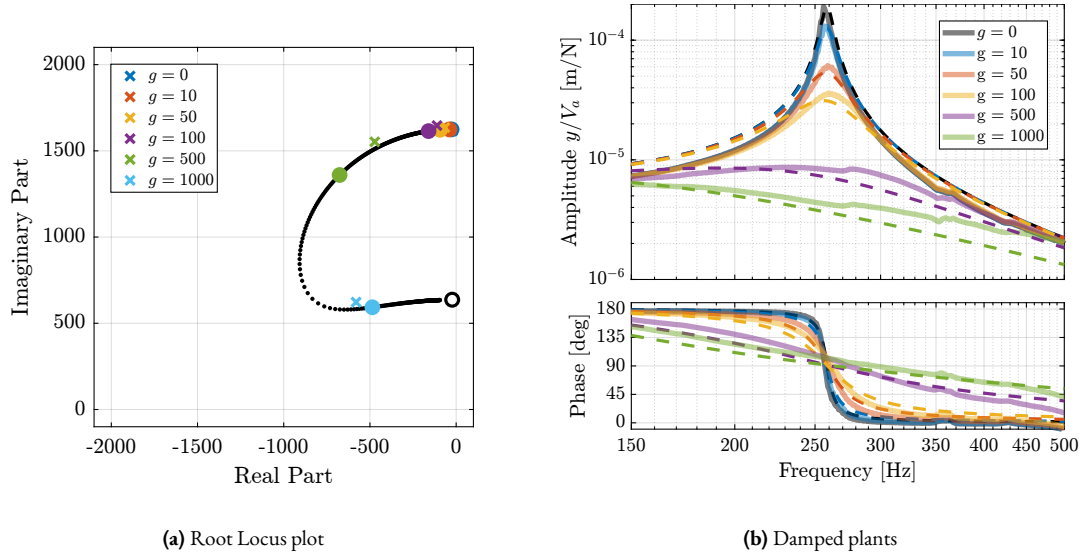 2000
1500
1000
500
0
-2000
-1500
-1000
-500
0
Imaginary Part
Real Part
g = 0
g = 10
g = 50
g = 100
g = 500
g = 1000
(a) Root Locus plot
10⁻⁴
10⁻⁵
10⁻⁶
Amplitude y/Vₐ [m/N]
g = 0
g = 10
g = 50
g = 100
g = 500
g = 1000
180
135
90
45
0
Phase [deg]
150
200
250
300
350
400
450
500
Frequency [Hz]
(b) Damped plants